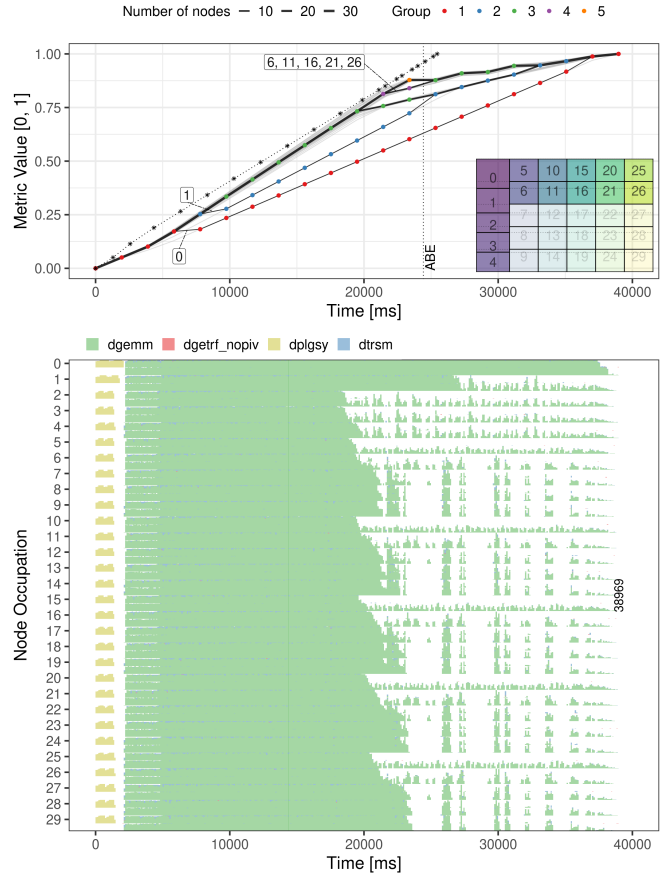 Number of nodes 10 20 30 Group 1 2 3 4 5
Metric Value [0, 1]
1.00
0.75
0.50
0.25
0.00
6, 11, 16, 21, 26
1
0
ABE
0 5 10 15 20 25
1 6 11 16 21 26
2 7 12 17 22 27
3 8 13 18 23 28
4 9 14 19 24 29
0 10000 20000 30000 40000
Time [ms]
dgemm dgetrf_nopiv dplgsy dtrsm
Node Occupation
0
1
2
3
4
5
6
7
8
9
10
11
12
13
14
15
16
17
18
19
20
21
22
23
24
25
26
27
28
29
38969
0 10000 20000 30000 40000
Time [ms]